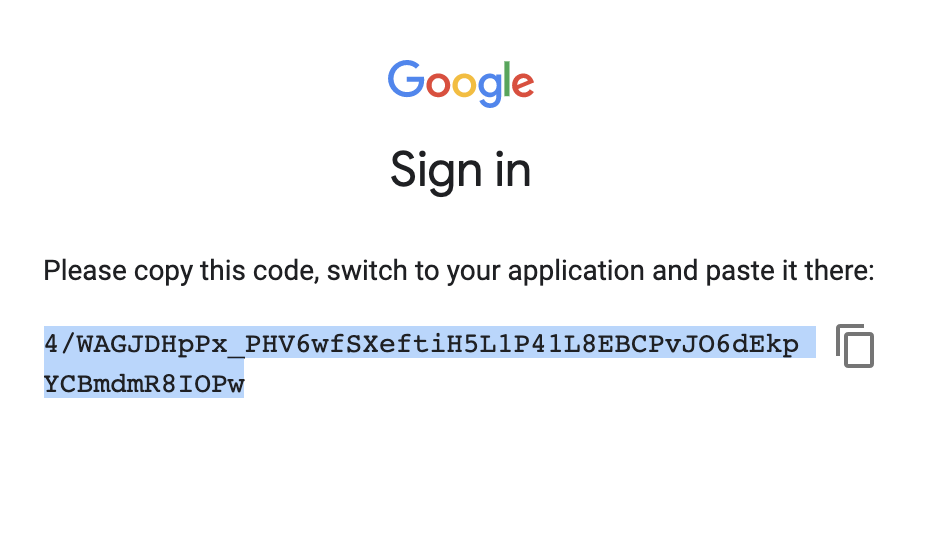 Google
Sign in
Please copy this code, switch to your application and paste it there:
4/WAGJDHpPx_PHV6wfSXeftiH5L1P41L8EBCPvJO6dEkp
YCBmdmR8IOPw